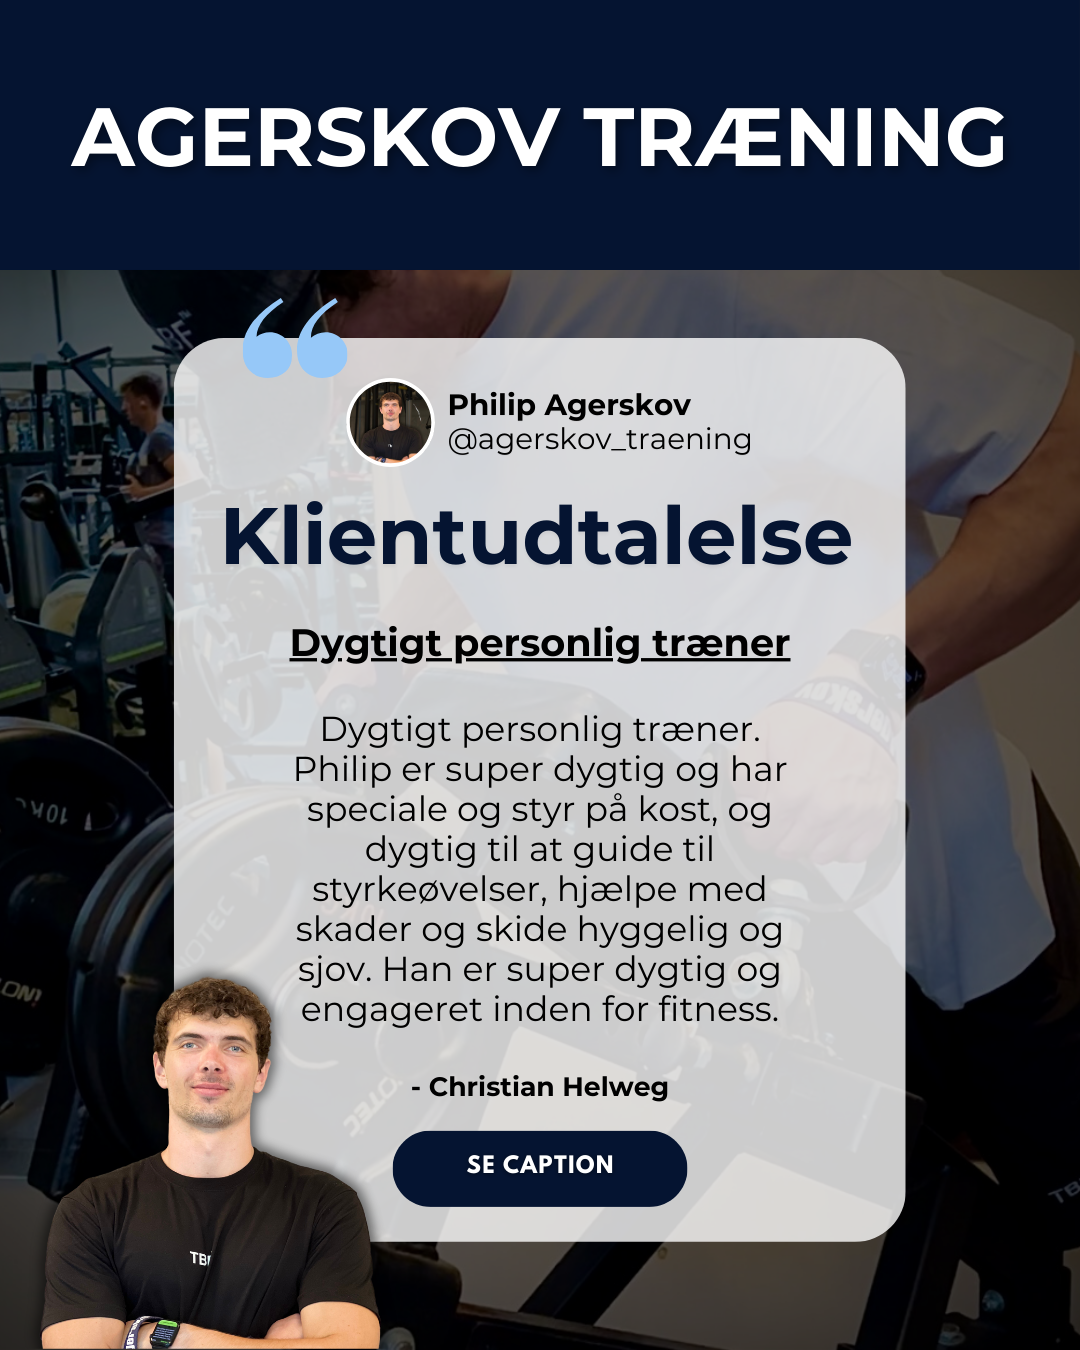 AGERSKOV TRÆNING
Philip Agerskov
@agerskov_traening
Klientudtalelse
Dygtigt personlig træner
Dygtigt personlig træner.
Philip er super dygtig og har
speciale og styr på kost, og
dygtig til at guide til
styrkeøvelser, hjælpe med
skader og skide hyggelig og
sjov. Han er super dygtig og
engageret inden for fitness.
- Christian Helweg
SE CAPTION
10KG